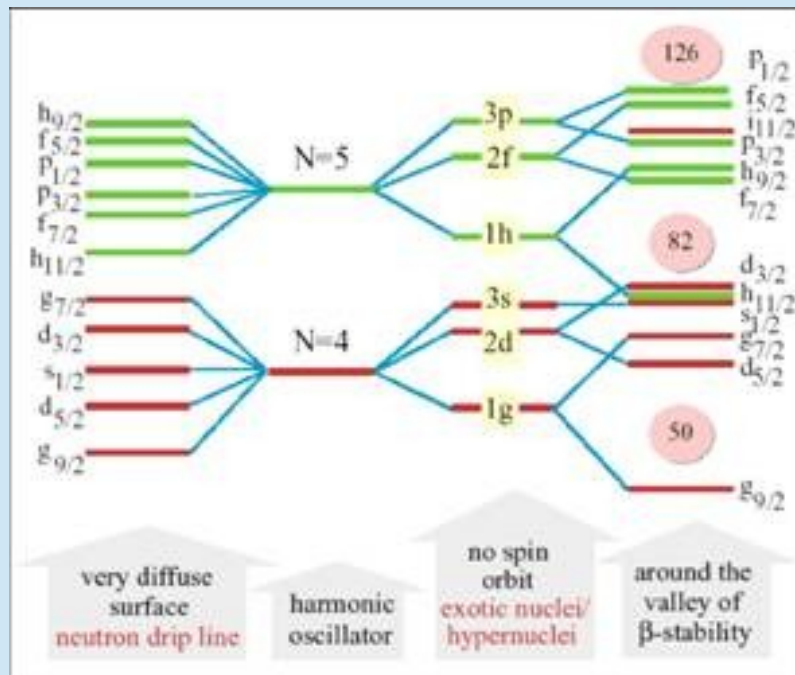 126
p1/2
f5/2
i11/2
p3/2
h9/2
f7/2
82
d3/2
h11/2
s1/2
g7/2
d5/2
50
g9/2
3p
2f
1h
3s
2d
1g
N=5
N=4
h9/2
f5/2
p1/2
p3/2
f7/2
h11/2
g7/2
d3/2
s1/2
d5/2
g9/2
very diffuse
surface
neutron drip line
harmonic
oscillator
no spin
orbit
exotic nuclei/
hypernuclei
around the
valley of
β-stability